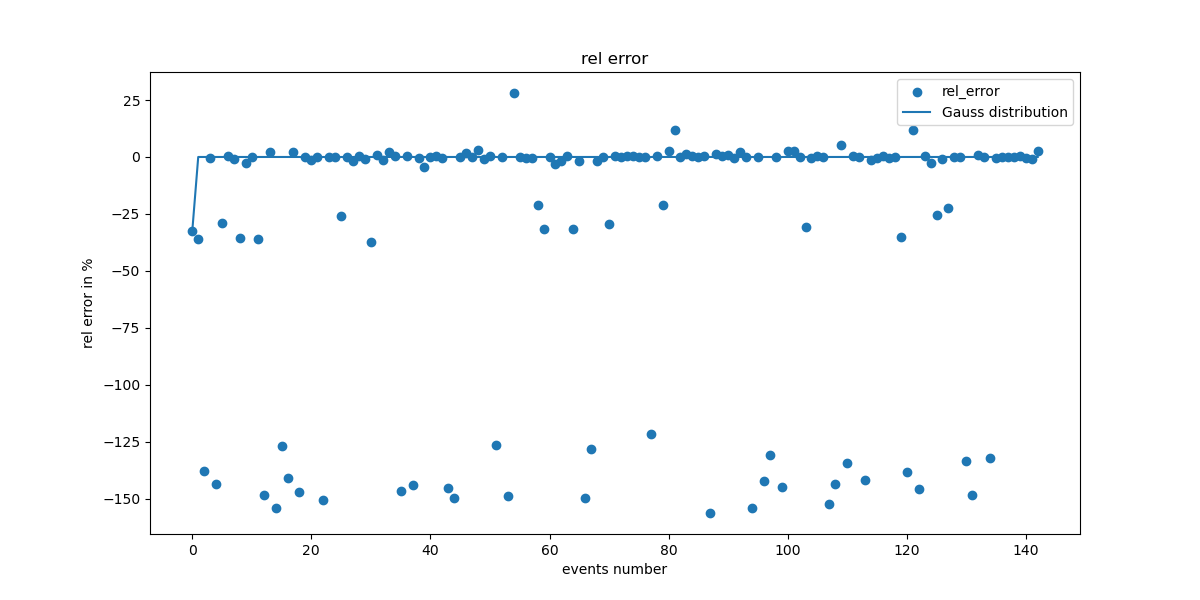 rel error
rel_error
Gauss distribution
25
0
−25
−50
−75
−100
−125
−150
rel error in %
0 20 40 60 80 100 120 140
events number